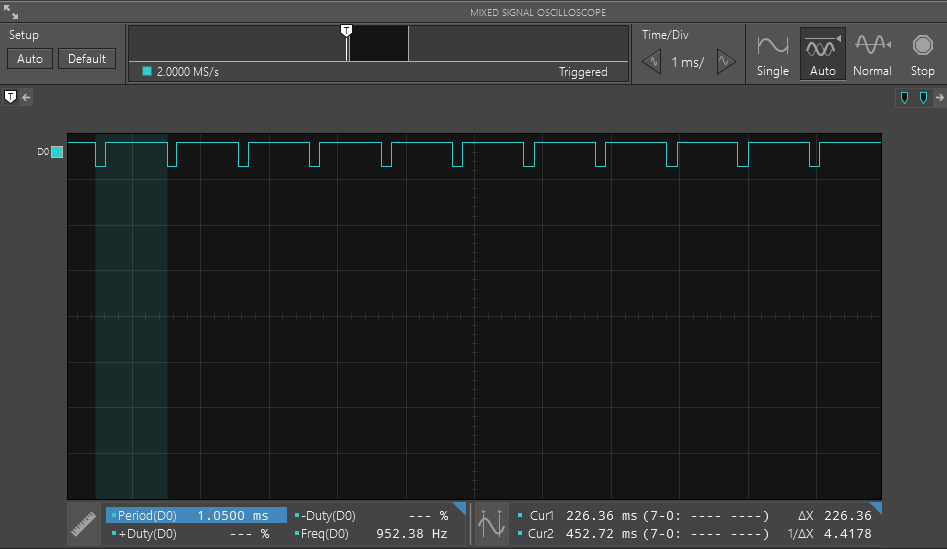 MIXED SIGNAL OSCILLOSCOPE
Setup
Auto Default
T
2.0000 MS/s Triggered
Time/Div
1 ms/
Single Auto Normal Stop
T
D0
Period(D0) 1.0500 ms -Duty(D0) --- %
+Duty(D0) --- % Freq(D0) 952.38 Hz
Cur1 226.36 ms (7-0: ---- ----) ΔX 226.36
Cur2 452.72 ms (7-0: ---- ----) 1/ΔX 4.4178